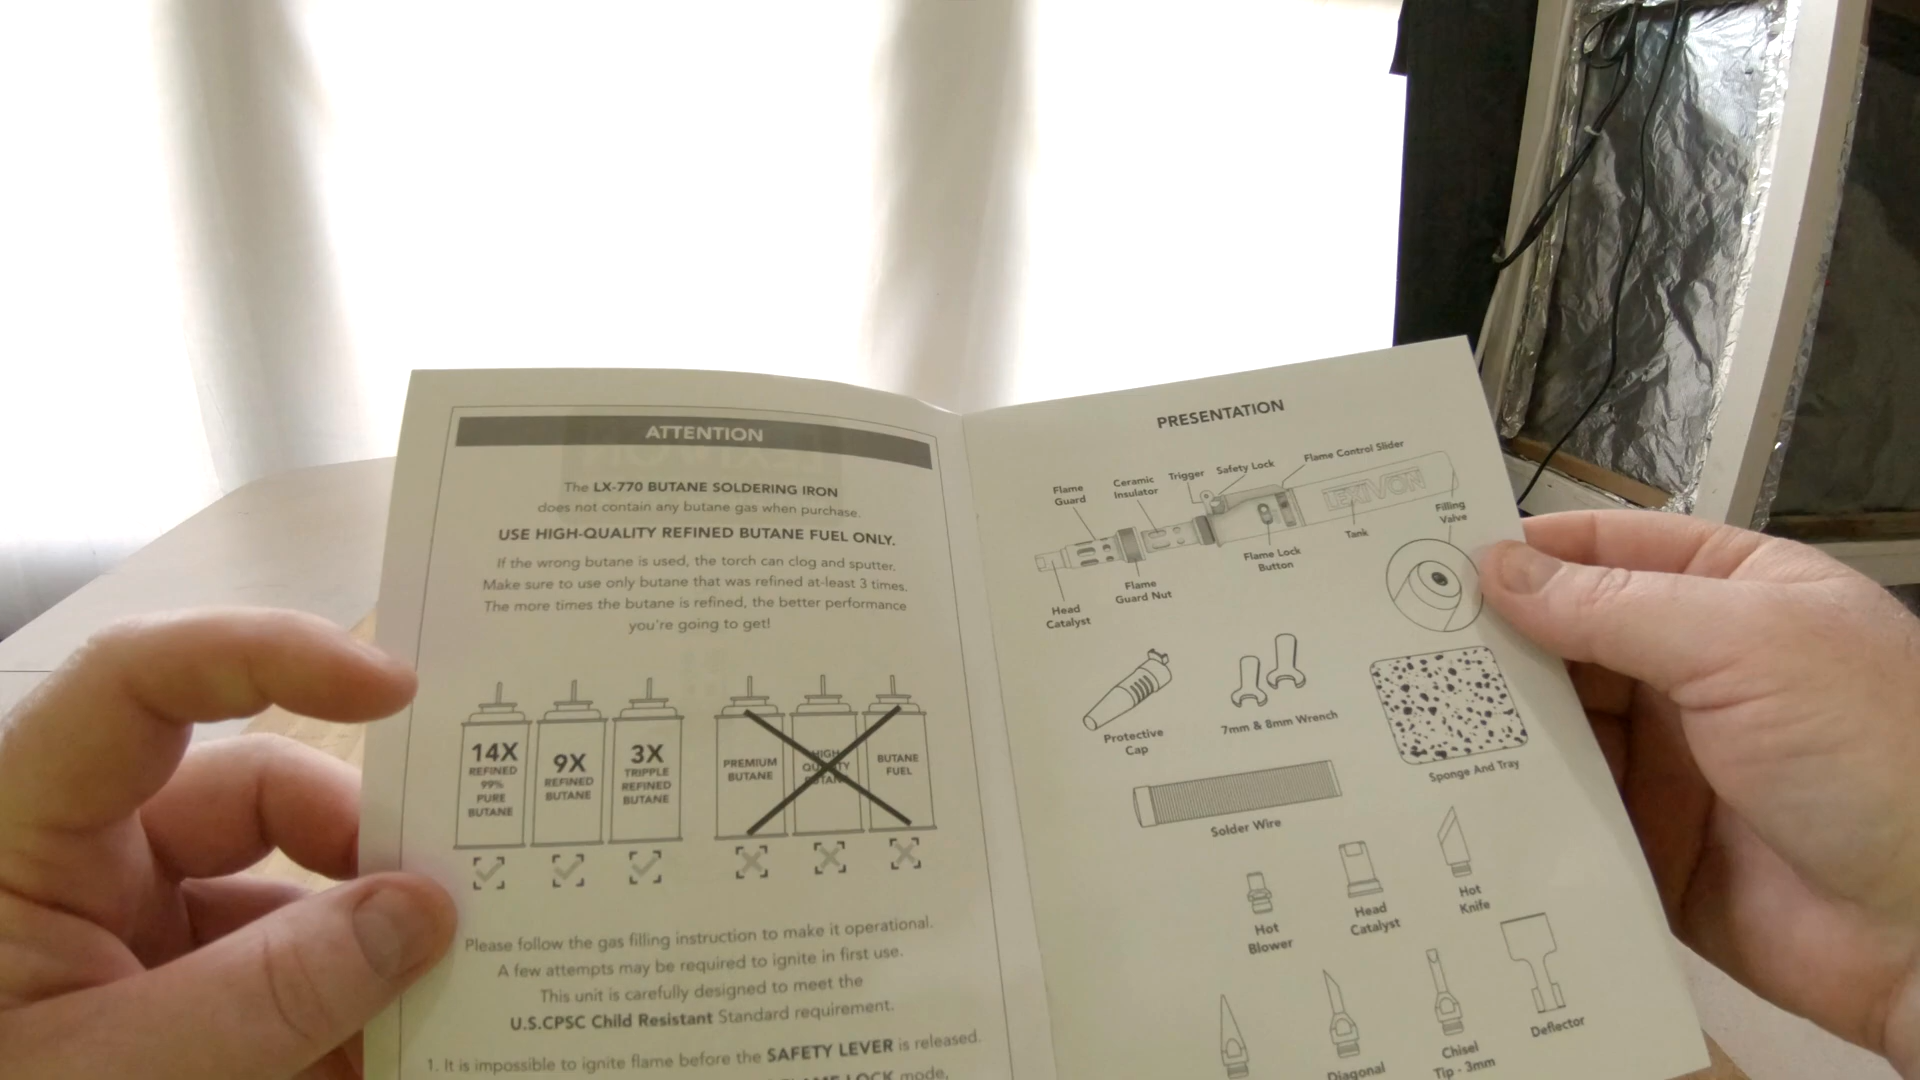 ATTENTION
The LX-770 BUTANE SOLDERING IRON
does not contain any butane gas when purchase.
USE HIGH-QUALITY REFINED BUTANE FUEL ONLY.
If the wrong butane is used, the torch can clog and sputter.
Make sure to use only butane that was refined at-least 3 times.
The more times the butane is refined, the better performance
you're going to get!
14X
REFINED
99%
PURE
BUTANE
9X
REFINED
BUTANE
3X
TRIPPLE
REFINED
BUTANE
PREMIUM
BUTANE
HIGH
QUALITY
BUTANE
BUTANE
FUEL
Please follow the gas filling instruction to make it operational.
A few attempts may be required to ignite in first use.
This unit is carefully designed to meet the
U.S.CPSC Child Resistant Standard requirement.
1. It is impossible to ignite flame before the SAFETY LEVER is released.
FLAME LOCK mode,
PRESENTATION
Flame
Guard
Ceramic
Insulator
Trigger
Safety Lock
Flame Control Slider
LEXIVON
Filling
Valve
Tank
Flame Lock
Button
Flame
Guard Nut
Head
Catalyst
Protective
Cap
7mm & 8mm Wrench
Sponge And Tray
Solder Wire
Hot
Blower
Head
Catalyst
Hot
Knife
Diagonal
Chisel
Tip - 3mm
Deflector